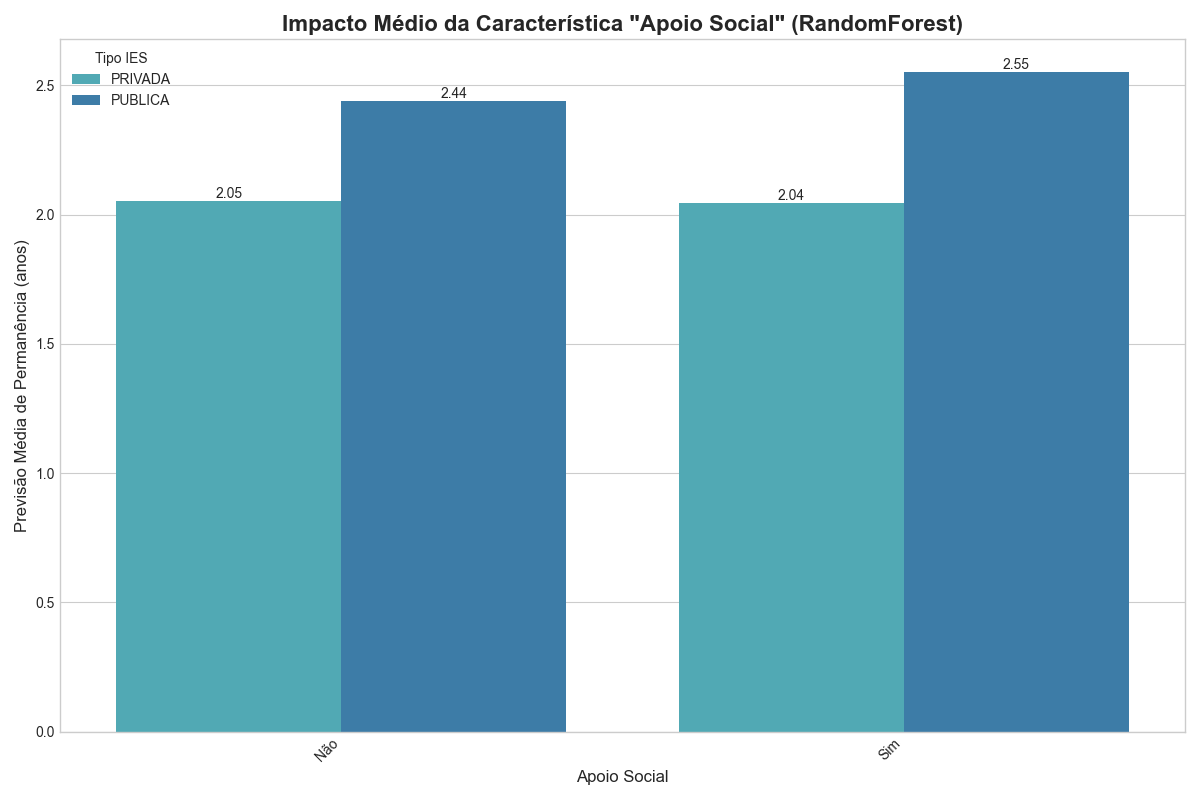 Impacto Médio da Característica "Apoio Social" (RandomForest)
Tipo IES
PRIVADA
PUBLICA
2.05
2.44
2.04
2.55
Previsão Média de Permanência (anos)
2.5
2.0
1.5
1.0
0.5
0.0
Não
Sim
Apoio Social